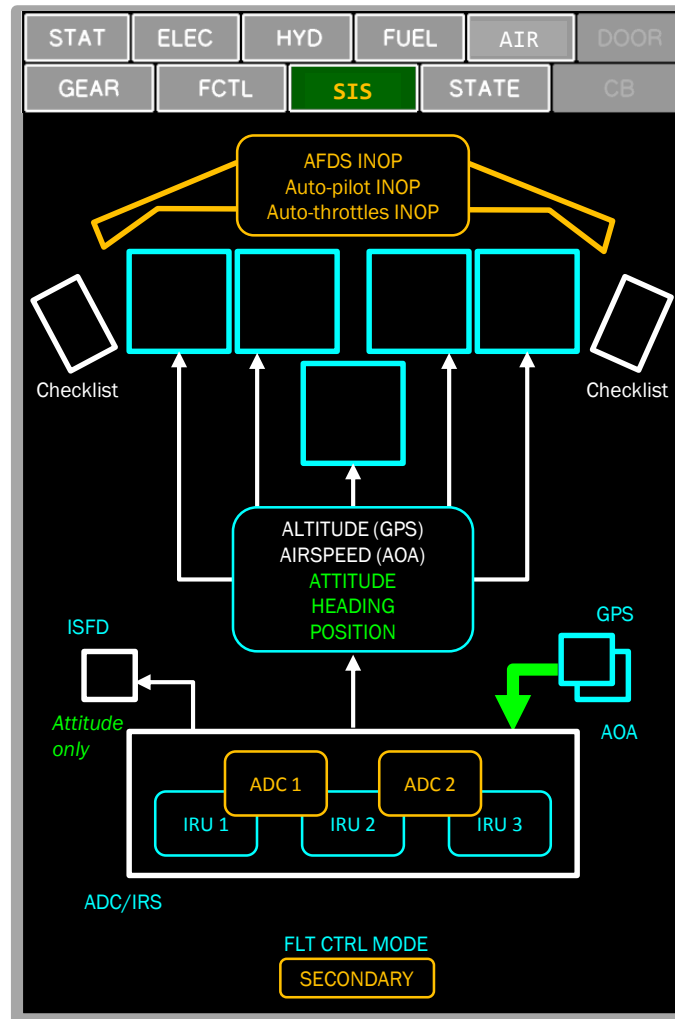 STAT ELEC HYD FUEL AIR DOOR
GEAR FCTL SIS STATE CB
AFDS INOP
Auto-pilot INOP
Auto-throttles INOP
Checklist Checklist
ALTITUDE (GPS)
AIRSPEED (AOA)
ATTITUDE
HEADING
POSITION
ISFD
GPS
Attitude
only
AOA
ADC 1 ADC 2
IRU 1 IRU 2 IRU 3
ADC/IRS
FLT CTRL MODE
SECONDARY